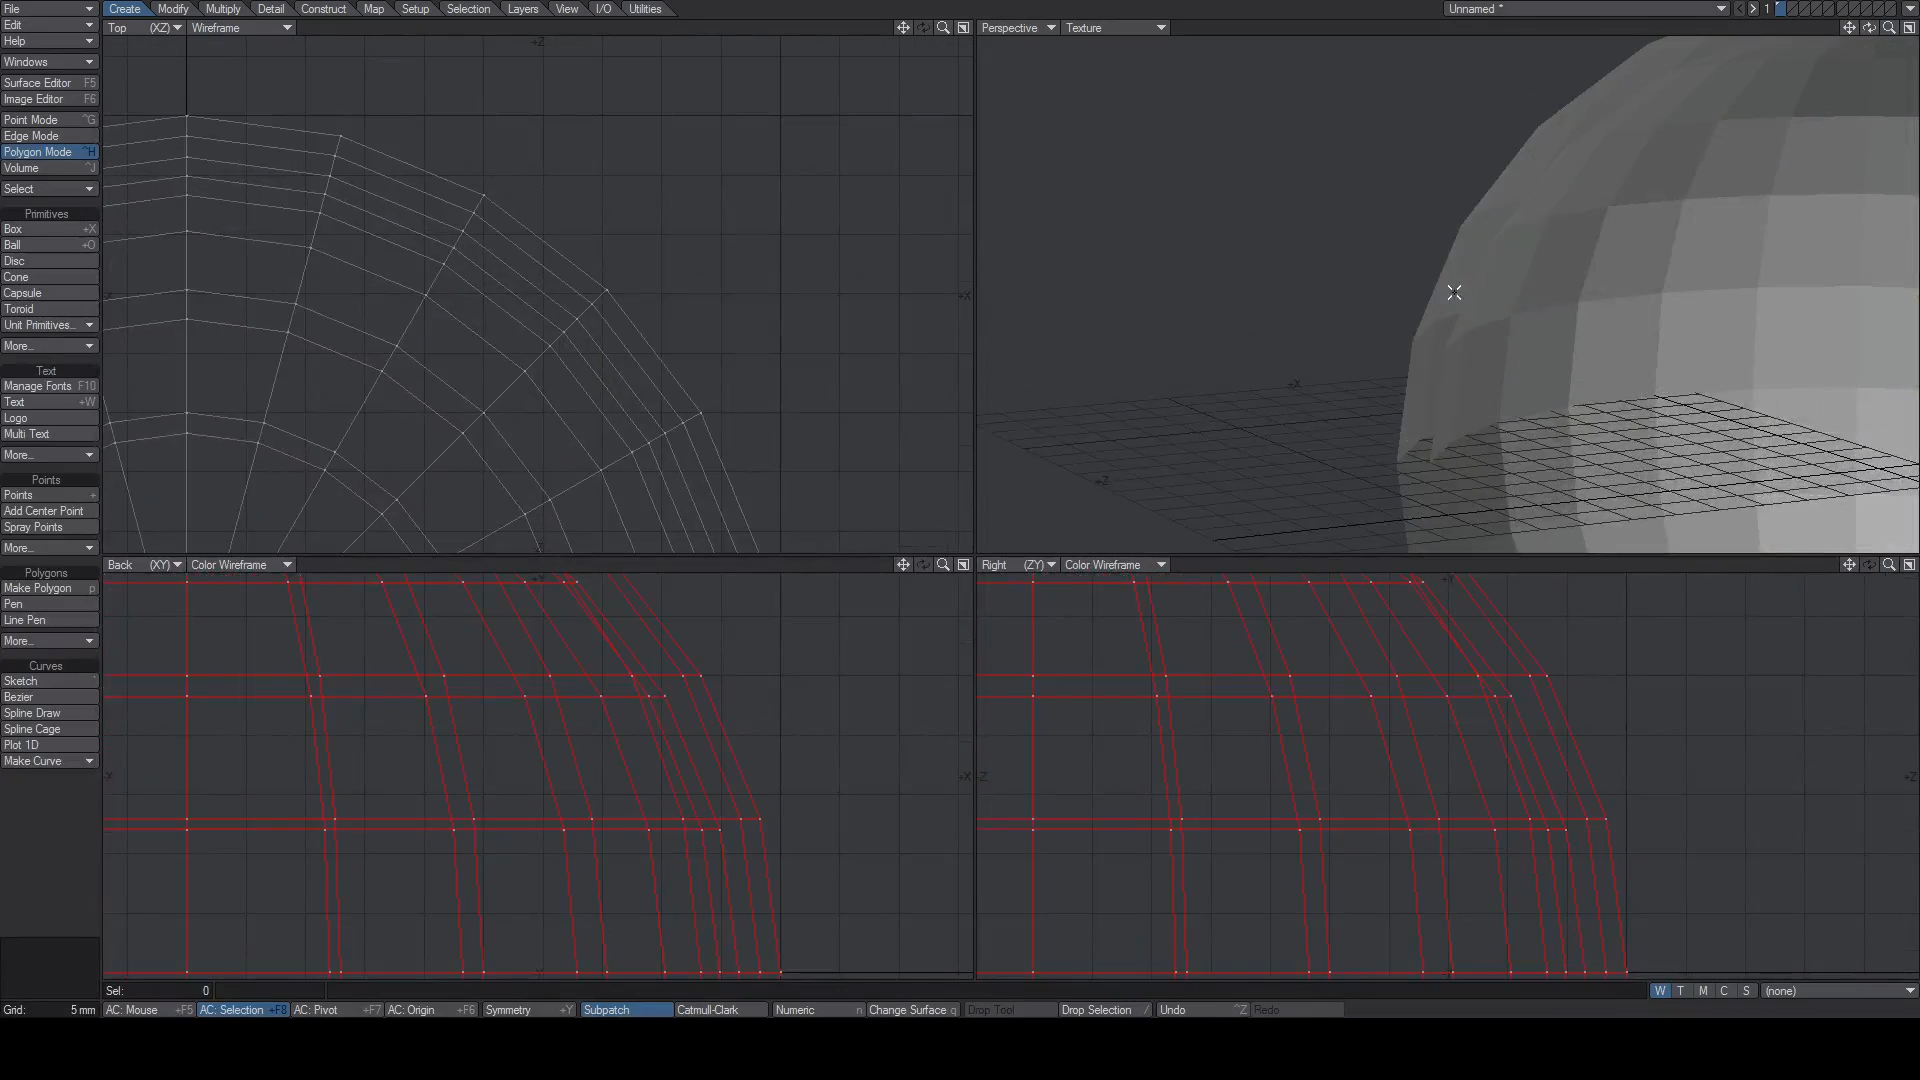 File Create Modify Multiply Detail Construct Map Setup Selection Layers View I/O Utilities Unnamed * < > 1
Edit
Help
Windows
Surface Editor F5
Image Editor F6
Point Mode ^G
Edge Mode
Polygon Mode ^H
Volume ^J
Select
Primitives
Box +X
Ball +O
Disc
Cone
Capsule
Toroid
Unit Primitives...
More...
Text
Manage Fonts F10
Text +W
Logo
Multi Text
More...
Points
Points +
Add Center Point
Spray Points
More...
Polygons
Make Polygon p
Pen
Line Pen
More...
Curves
Sketch `
Bezier
Spline Draw
Spline Cage
Plot 1D
Make Curve
Top (XZ) Wireframe
+Z
+X
Perspective Texture
+X
+Z
Back (XY) Color Wireframe
+Y
+X
Right (ZY) Color Wireframe
+Y
+Z
Sel: 0 W T M C S (none)
Grid: 5 mm AC: Mouse +F5 AC: Selection +F8 AC: Pivot +F7 AC: Origin +F6 Symmetry +Y Subpatch Catmull-Clark Numeric n Change Surface q Drop Tool Drop Selection / Undo ^Z Redo